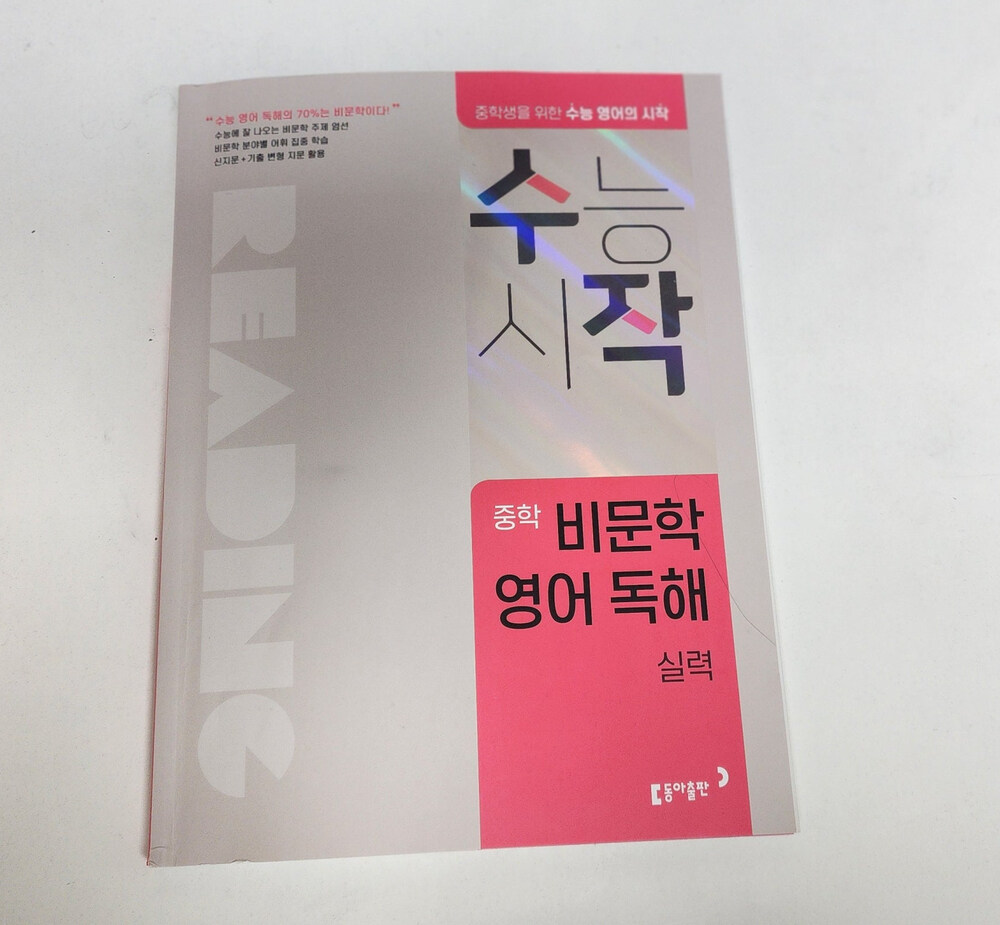 “수능 영어 독해의 70%는 비문학이다!”
수능에 잘 나오는 비문학 주제 엄선
비문학 분야별 어휘 집중 학습
신지문 + 기출 변형 지문 활용
READING
중학생을 위한 수능 영어의 시작
수능
시작
중학 비문학
영어 독해
실력
동아출판